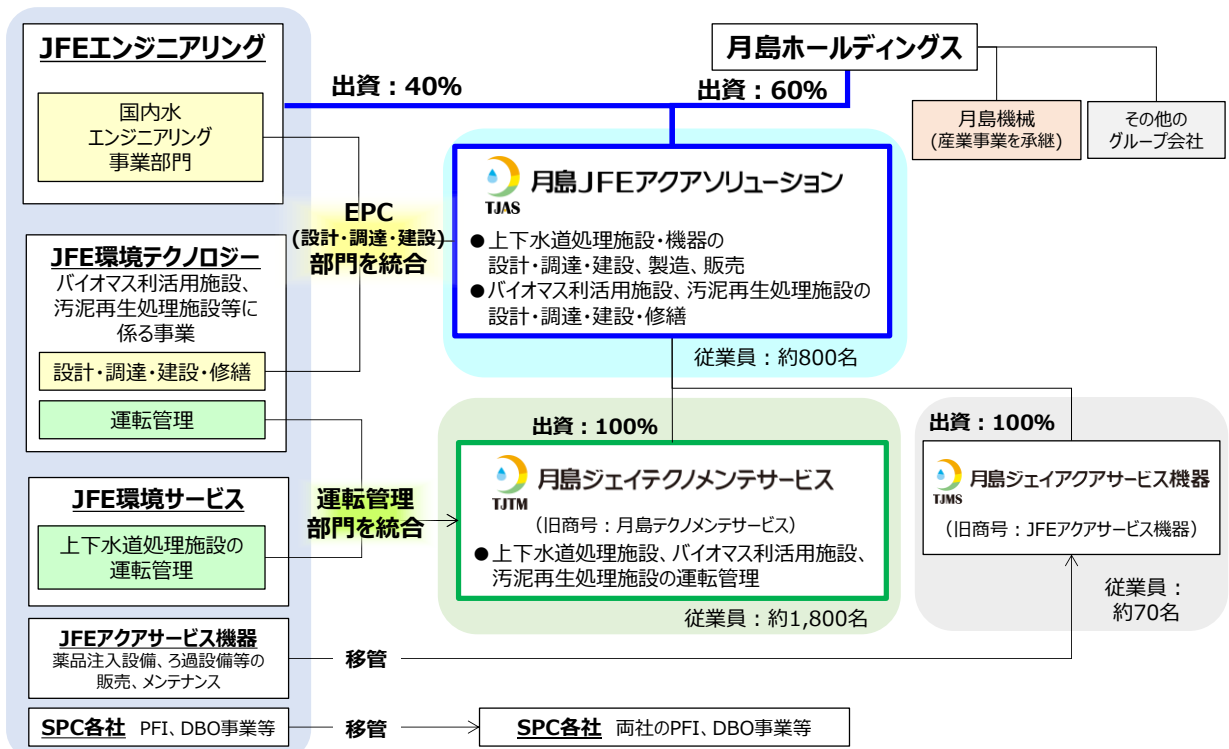 JFEエンジニアリング
国内水
エンジニアリング
事業部門
JFE環境テクノロジー
バイオマス利活用施設、
汚泥再生処理施設等に
係る事業
設計・調達・建設・修繕
運転管理
JFE環境サービス
上下水道処理施設の
運転管理
JFEアクアサービス機器
薬品注入設備、ろ過設備等の
販売、メンテナンス
SPC各社 PFI、DBO事業等
出資：40%
出資：60%
月島ホールディングス
月島機械
(産業事業を承継)
その他の
グループ会社
EPC
(設計・調達・建設)
部門を統合
TJAS
月島JFEアクアソリューション
●上下水道処理施設・機器の
設計・調達・建設、製造、販売
●バイオマス利活用施設、汚泥再生処理施設の
設計・調達・建設・修繕
従業員：約800名
運転管理
部門を統合
出資：100%
TJTM
月島ジェイテクノメンテサービス
（旧商号：月島テクノメンテサービス）
●上下水道処理施設、バイオマス利活用施設、
汚泥再生処理施設の運転管理
従業員：約1,800名
出資：100%
TJMS
月島ジェイアクアサービス機器
（旧商号：JFEアクアサービス機器）
従業員：
約70名
移管
移管
SPC各社 両社のPFI、DBO事業等